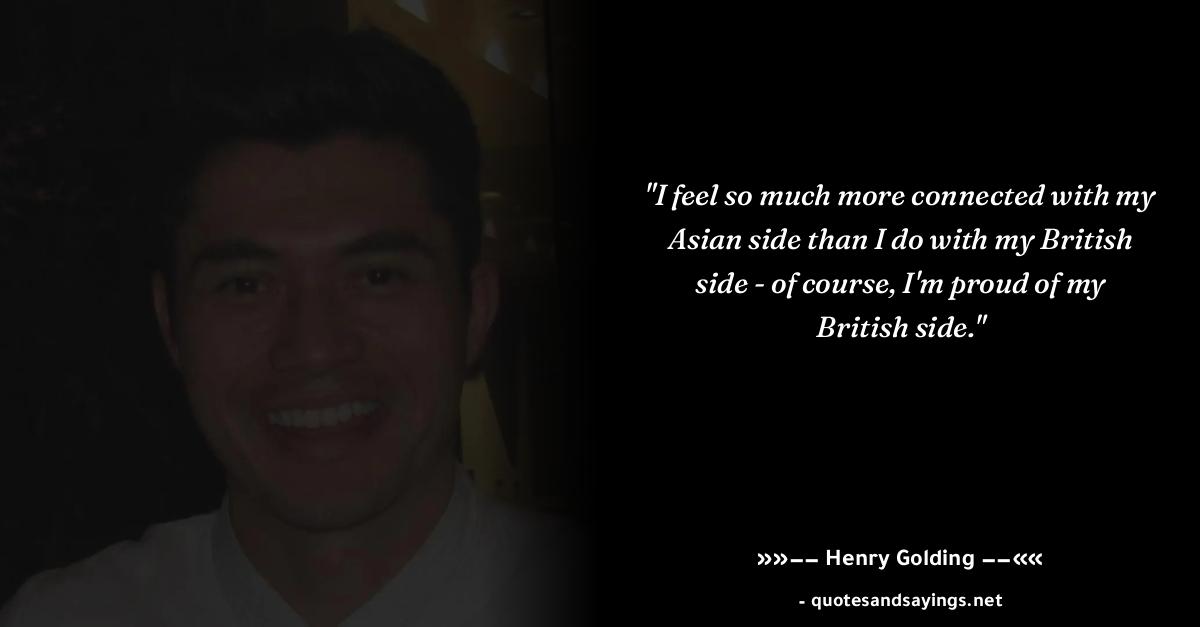 "I feel so much more connected with my
Asian side than I do with my British
side - of course, I'm proud of my
British side."
»»−− Henry Golding −−««
- quotesandsayings.net